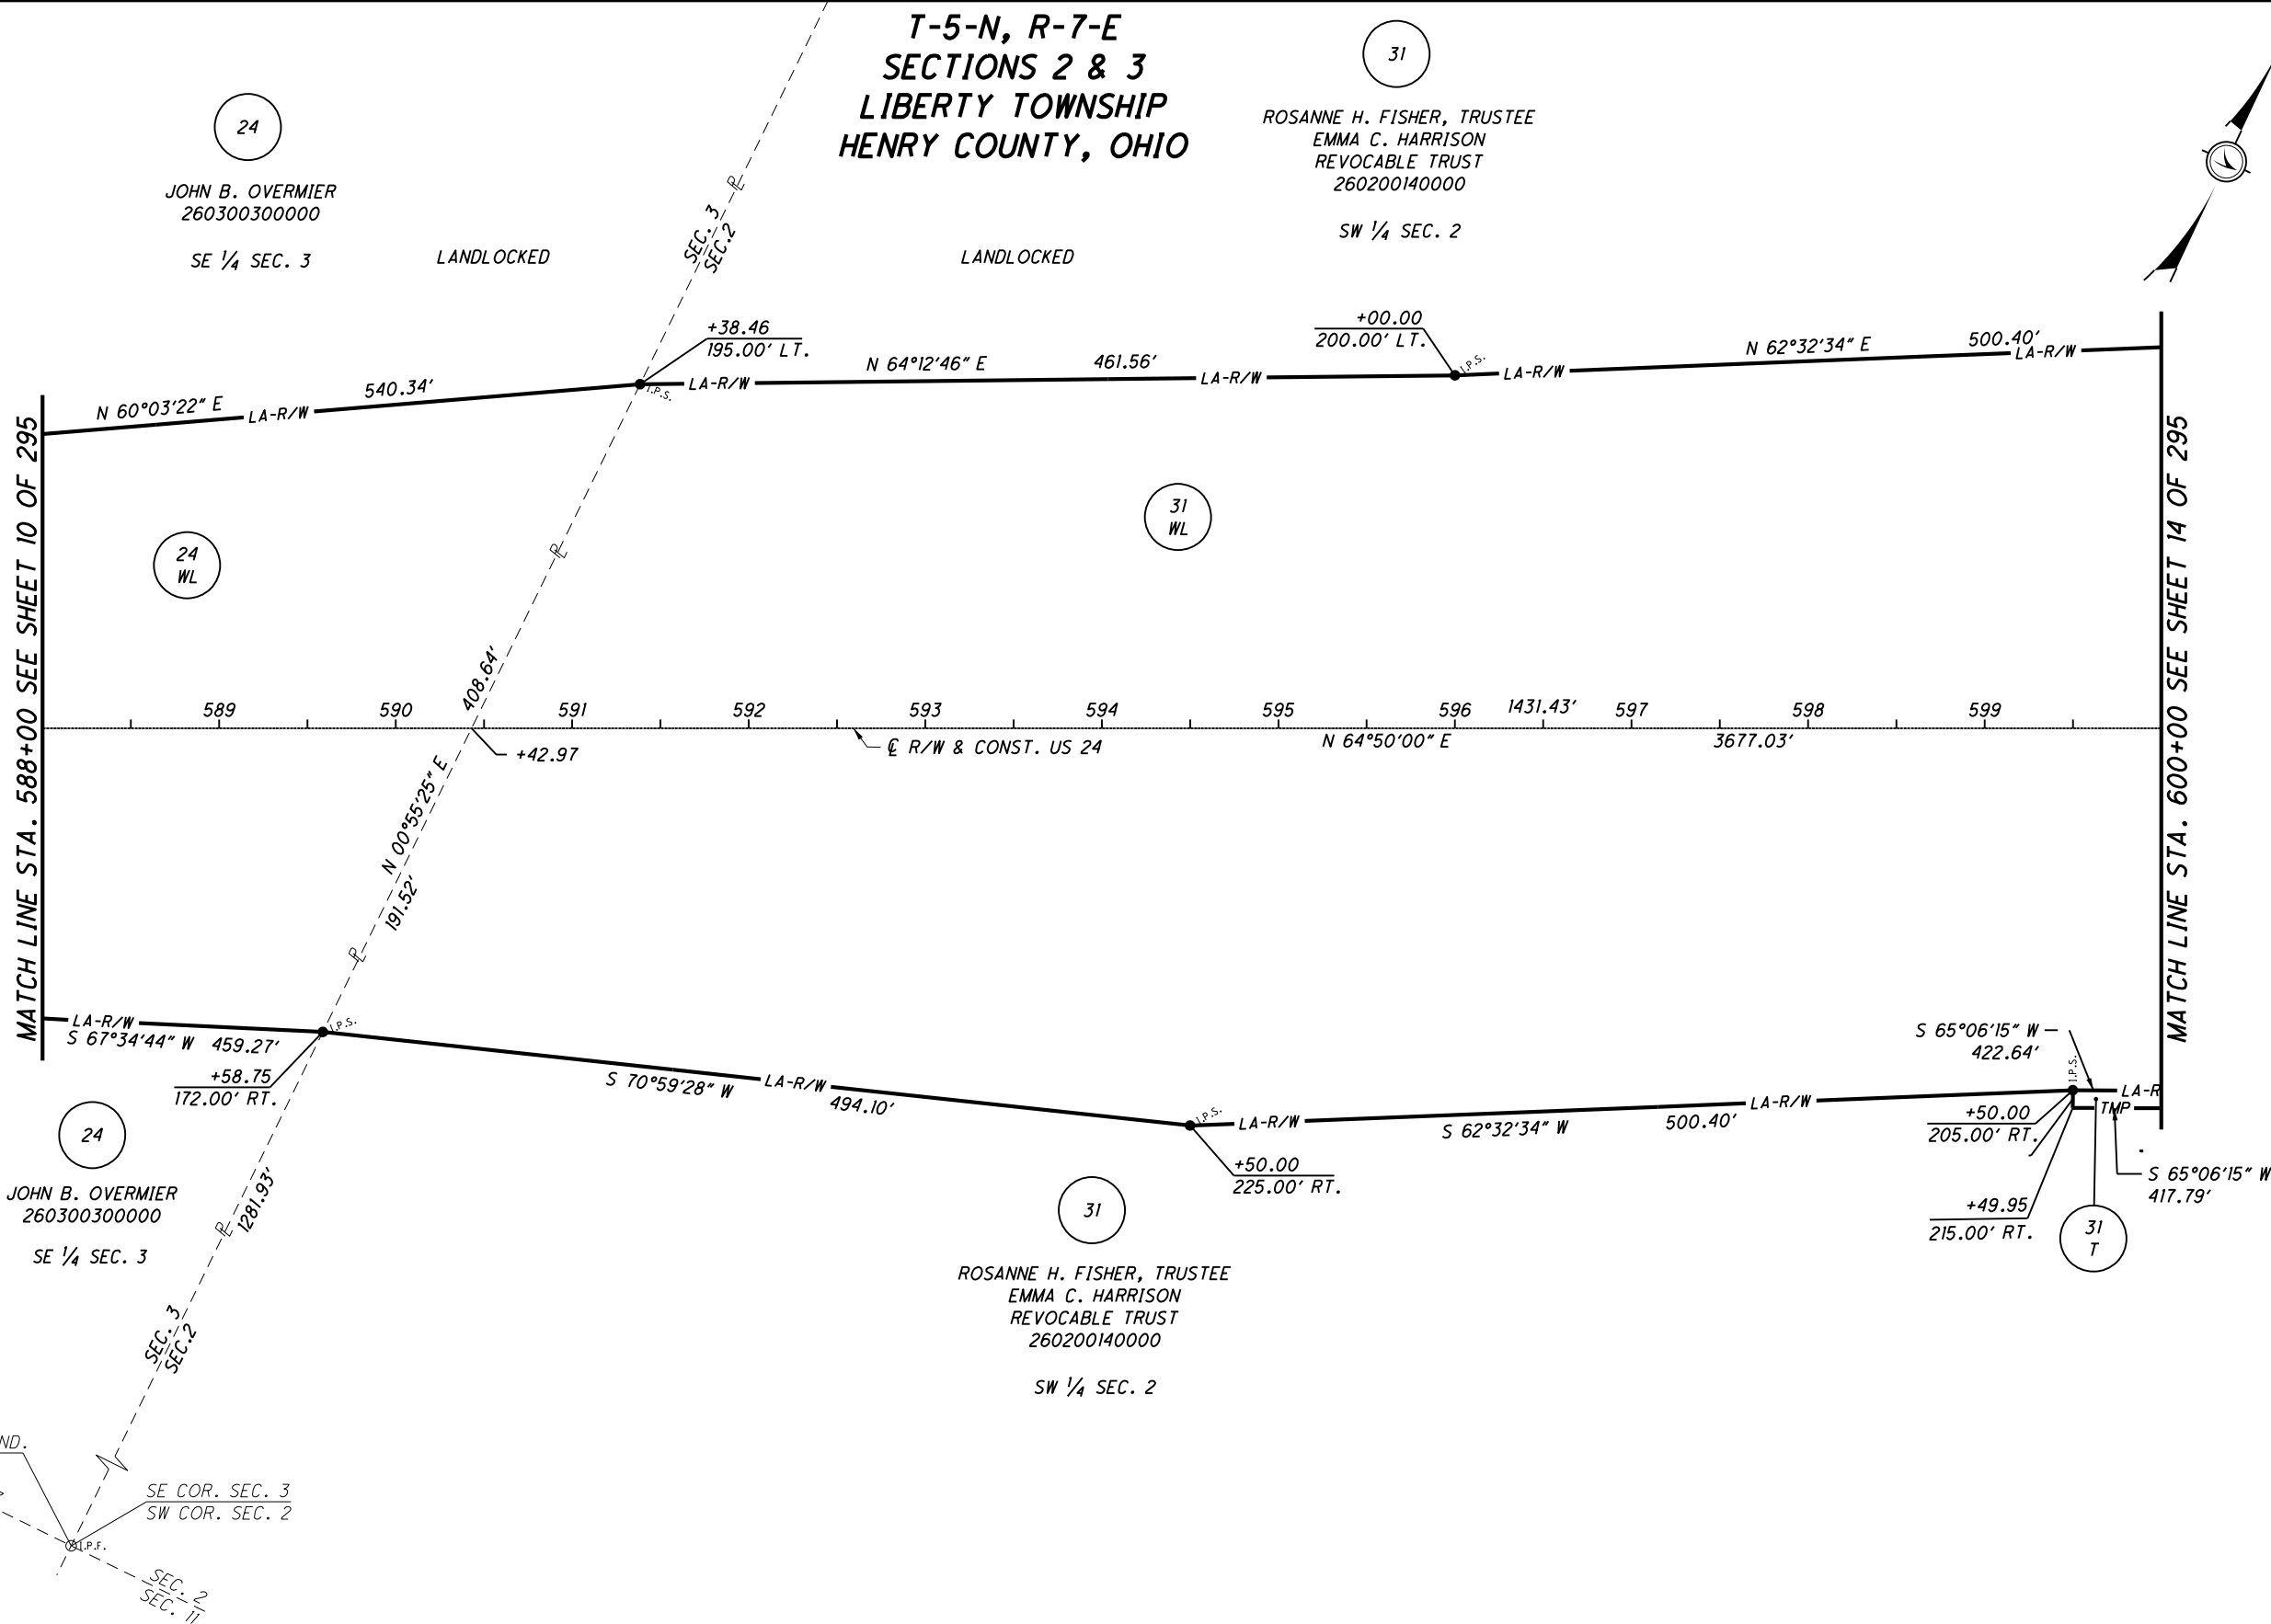 T-5-N, R-7-E
SECTIONS 2 & 3
LIBERTY TOWNSHIP
HENRY COUNTY, OHIO
24
JOHN B. OVERMIER
260300300000
SE 1/4 SEC. 3
LANDLOCKED
SEC. 3
SEC.2
PL
31
ROSANNE H. FISHER, TRUSTEE
EMMA C. HARRISON
REVOCABLE TRUST
260200140000
SW 1/4 SEC. 2
LANDLOCKED
+38.46
195.00' LT.
+00.00
200.00' LT.
N 60°03'22" E
LA-R/W
540.34'
I.P.S.
LA-R/W
N 64°12'46" E
461.56'
LA-R/W
I.P.S.
LA-R/W
N 62°32'34" E
500.40'
LA-R/W
MATCH LINE STA. 588+00 SEE SHEET 10 OF 295
MATCH LINE STA. 600+00 SEE SHEET 14 OF 295
24
WL
31
WL
PL
408.64'
589 590 591 592 593 594 595 596 1431.43' 597 598 599
+42.97
CL R/W & CONST. US 24
N 64°50'00" E
3677.03'
N 00°55'25" E
191.52'
PL
LA-R/W
S 67°34'44" W 459.27'
I.P.S.
+58.75
172.00' RT.
S 70°59'28" W
LA-R/W
494.10'
I.P.S.
LA-R/W
S 62°32'34" W
500.40'
LA-R/W
+50.00
225.00' RT.
S 65°06'15" W
422.64'
I.P.S.
LA-R
TMP
+50.00
205.00' RT.
+49.95
215.00' RT.
S 65°06'15" W
417.79'
31
T
24
JOHN B. OVERMIER
260300300000
SE 1/4 SEC. 3
PL
1281.93'
SEC. 3
SEC.2
31
ROSANNE H. FISHER, TRUSTEE
EMMA C. HARRISON
REVOCABLE TRUST
260200140000
SW 1/4 SEC. 2
ND.
SE COR. SEC. 3
SW COR. SEC. 2
I.P.F.
SEC. 2
SEC. 11